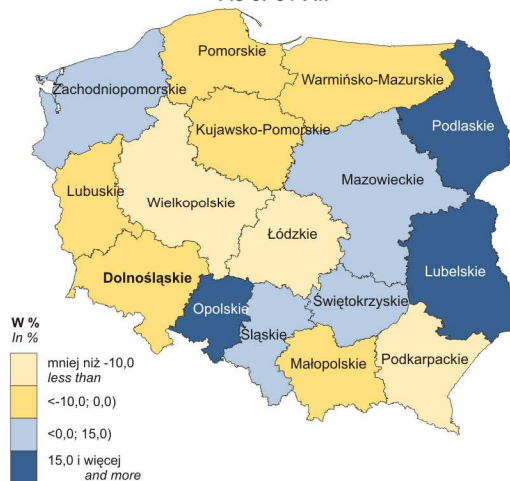 Pomorskie
Zachodniopomorskie
Warmińsko-Mazurskie
Kujawsko-Pomorskie
Podlaskie
Lubuskie
Wielkopolskie
Mazowieckie
Łódzkie
Dolnośląskie
Lubelskie
Opolskie
Świętokrzyskie
Śląskie
Małopolskie
Podkarpackie
W %
In %
mniej niż -10,0
less than
<-10,0; 0,0)
<0,0; 15,0)
15,0 i więcej
and more